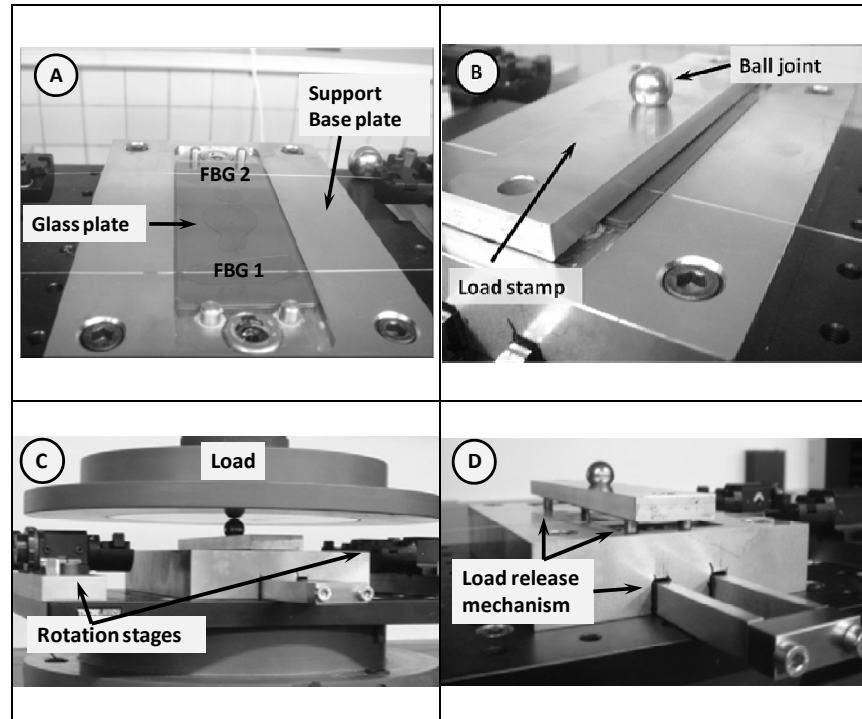 A
Support
Base plate
FBG 2
Glass plate
FBG 1
B
Ball joint
Load stamp
C
Load
Rotation stages
D
Load release
mechanism